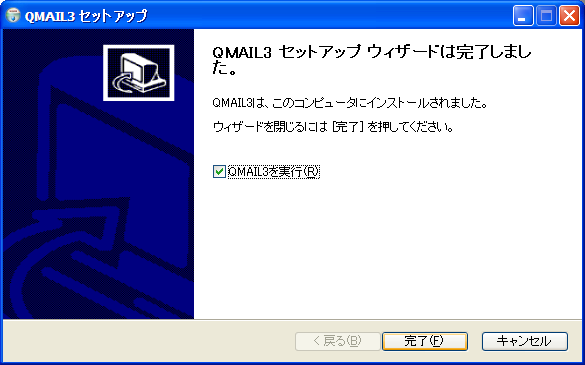 QMAIL3 セットアップ
QMAIL3 セットアップ ウィザードは完了しまし
た。
QMAIL3は、このコンピュータにインストールされました。
ウィザードを閉じるには [完了] を押してください。
QMAIL3を実行(R)
< 戻る(B)
完了(F)
キャンセル